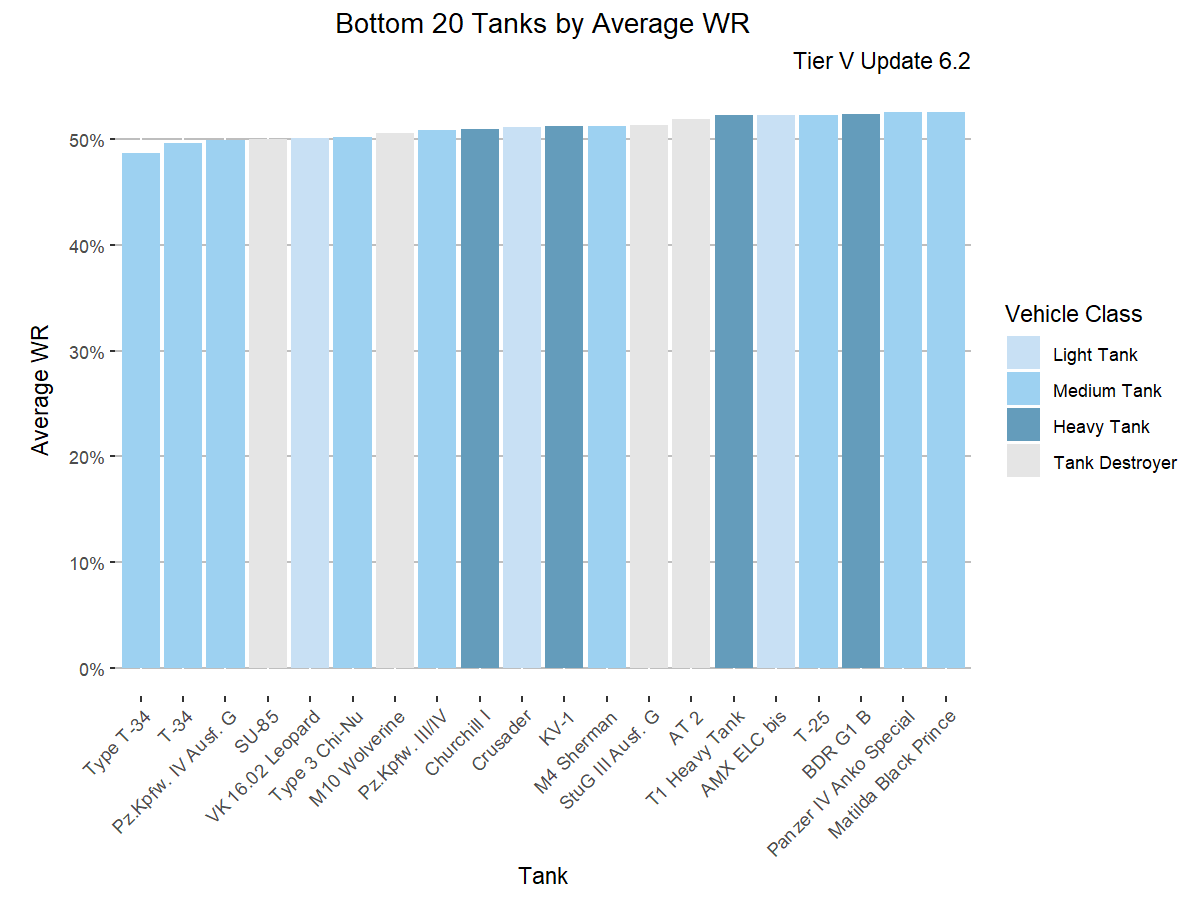 Bottom 20 Tanks by Average WR
Tier V Update 6.2
50%
40%
30%
20%
10%
0%
Average WR
Type T-34
T-34
Pz.Kpfw. IV Ausf. G
SU-85
VK 16.02 Leopard
Type 3 Chi-Nu
M10 Wolverine
Pz.Kpfw. III/IV
Churchill I
Crusader
KV-1
M4 Sherman
StuG III Ausf. G
AT 2
T1 Heavy Tank
AMX ELC bis
T-25
BDR G1 B
Panzer IV Anko Special
Matilda Black Prince
Tank
Vehicle Class
Light Tank
Medium Tank
Heavy Tank
Tank Destroyer